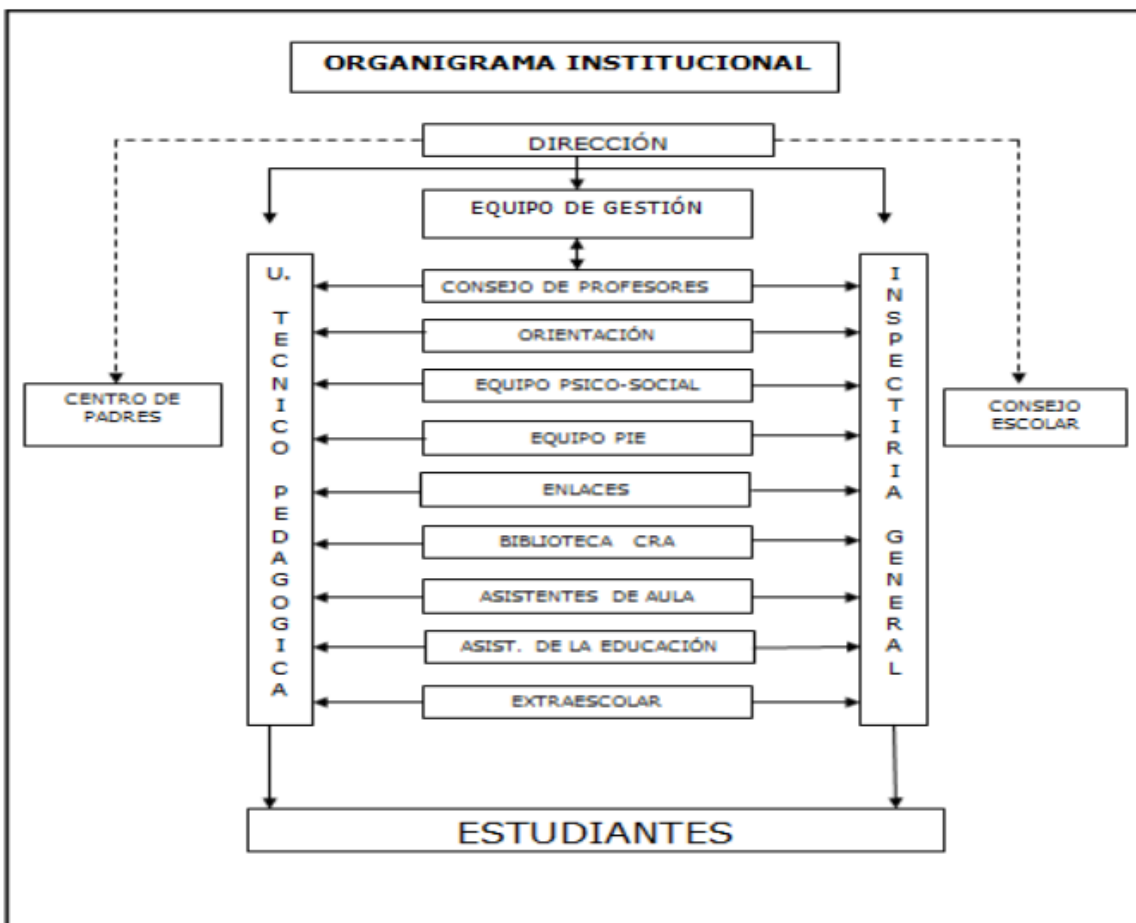 ORGANIGRAMA INSTITUCIONAL
DIRECCIÓN
EQUIPO DE GESTIÓN
U. TECNICO PEDAGOGICA
INSPECTIRIA GENERAL
CONSEJO DE PROFESORES
ORIENTACIÓN
EQUIPO PSICO-SOCIAL
EQUIPO PIE
ENLACES
BIBLIOTECA CRA
ASISTENTES DE AULA
ASIST. DE LA EDUCACIÓN
EXTRAESCOLAR
CENTRO DE
PADRES
CONSEJO
ESCOLAR
ESTUDIANTES